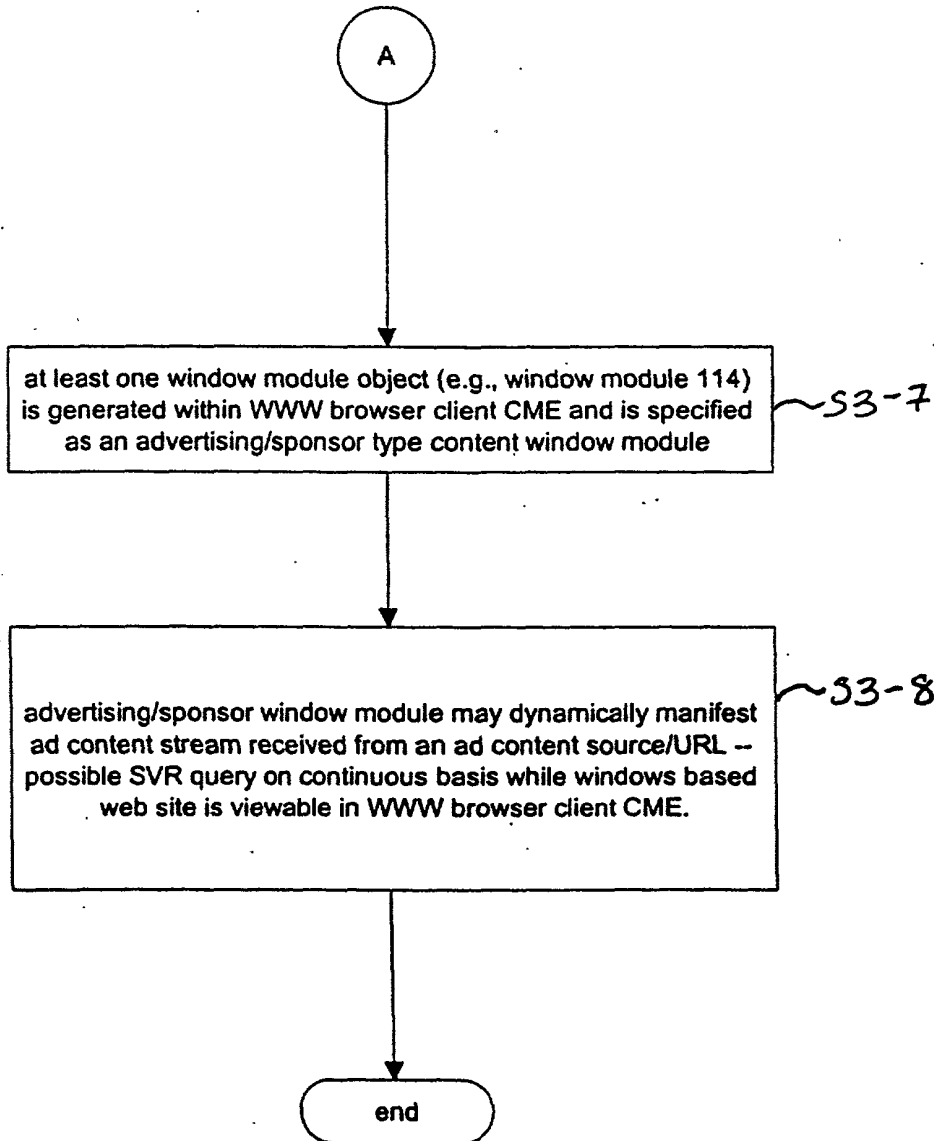 A
at least one window module object (e.g., window module 114)
is generated within WWW browser client CME and is specified
as an advertising/sponsor type content window module
S3-7
advertising/sponsor window module may dynamically manifest
ad content stream received from an ad content source/URL --
possible SVR query on continuous basis while windows based
web site is viewable in WWW browser client CME.
S3-8
end